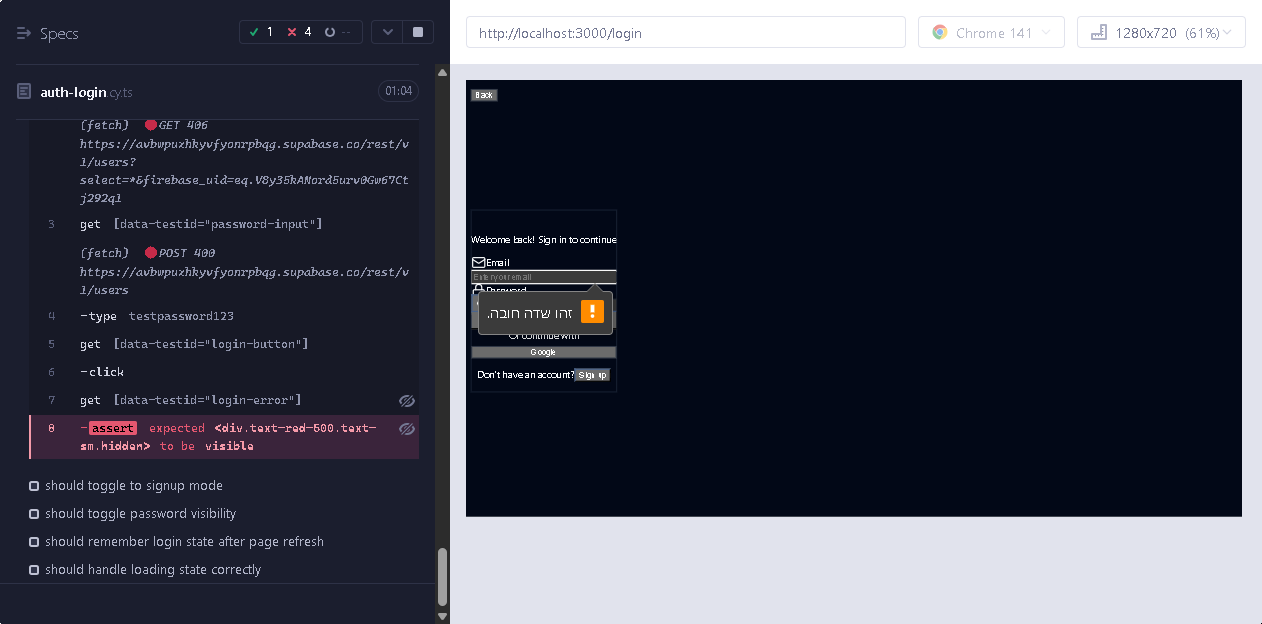 Specs
1
4
--
auth-login.cy.ts
01:04
(fetch) GET 406
https://avbwpuxhkyvfyonrpbqg.supabase.co/rest/v
1/users?
select=*&firebase_uid=eq.V8y35kANord5urv0Gw67Ct
j292q1
3 get [data-testid="password-input"]
(fetch) POST 400
https://avbwpuxhkyvfyonrpbqg.supabase.co/rest/v
1/users
4 -type testpassword123
5 get [data-testid="login-button"]
6 -click
7 get [data-testid="login-error"]
8 -assert expected <div.text-red-500.text-
sm.hidden> to be visible
should toggle to signup mode
should toggle password visibility
should remember login state after page refresh
should handle loading state correctly
http://localhost:3000/login
Chrome 141
1280x720 (61%)
Back
Welcome back! Sign in to continue
Email
Enter your email
Password
זהו שדה חובה.
Or continue with
Google
Don't have an account? Sign up